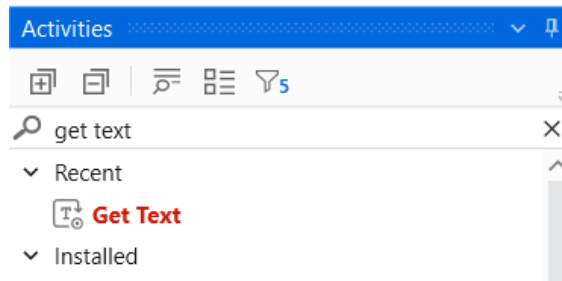 Activities
5
get text
Recent
Get Text
Installed